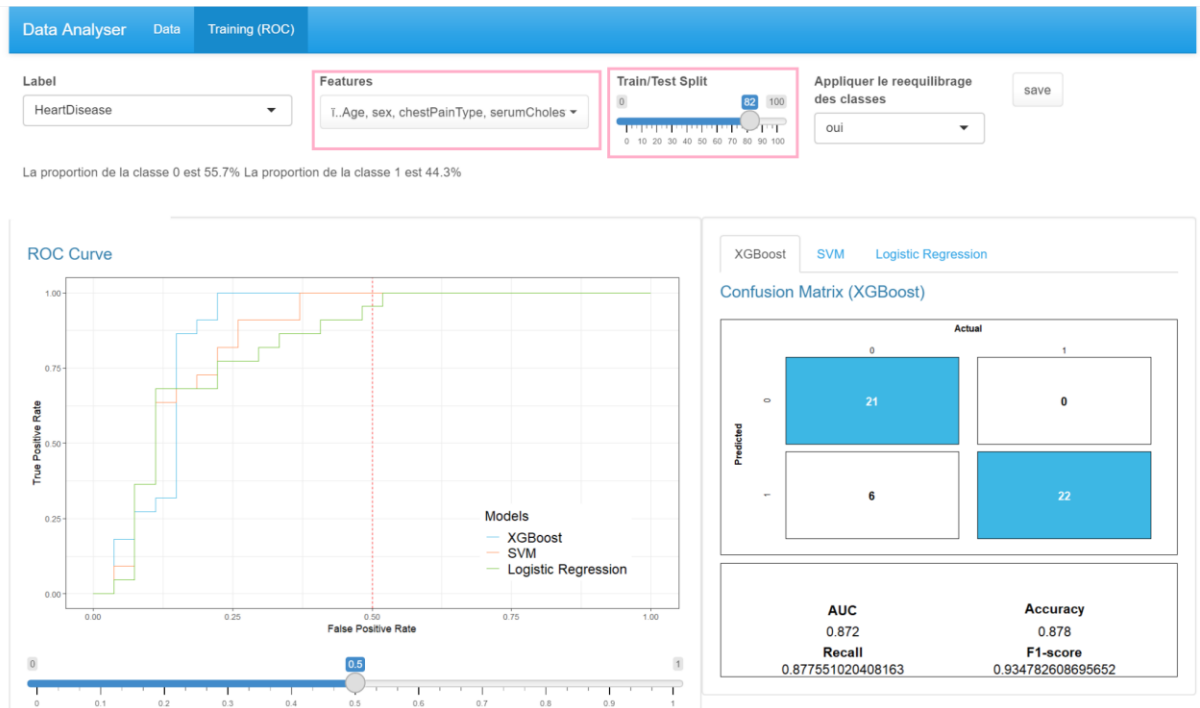 Data Analyser Data Training (ROC)
Label
HeartDisease
Features
ï..Age, sex, chestPainType, serumCholes
Train/Test Split
0 82 100
0 10 20 30 40 50 60 70 80 90 100
Appliquer le reequilibrage
des classes
oui
save
La proportion de la classe 0 est 55.7% La proportion de la classe 1 est 44.3%
ROC Curve
1.00
0.75
0.50
0.25
0.00
True Positive Rate
Models
XGBoost
SVM
Logistic Regression
0.00 0.25 0.50 0.75 1.00
False Positive Rate
0 0.5 1
0 0.1 0.2 0.3 0.4 0.5 0.6 0.7 0.8 0.9 1
XGBoost SVM Logistic Regression
Confusion Matrix (XGBoost)
Actual
0 1
Predicted
0
21 0
1
6 22
AUC Accuracy
0.872 0.878
Recall F1-score
0.877551020408163 0.934782608695652